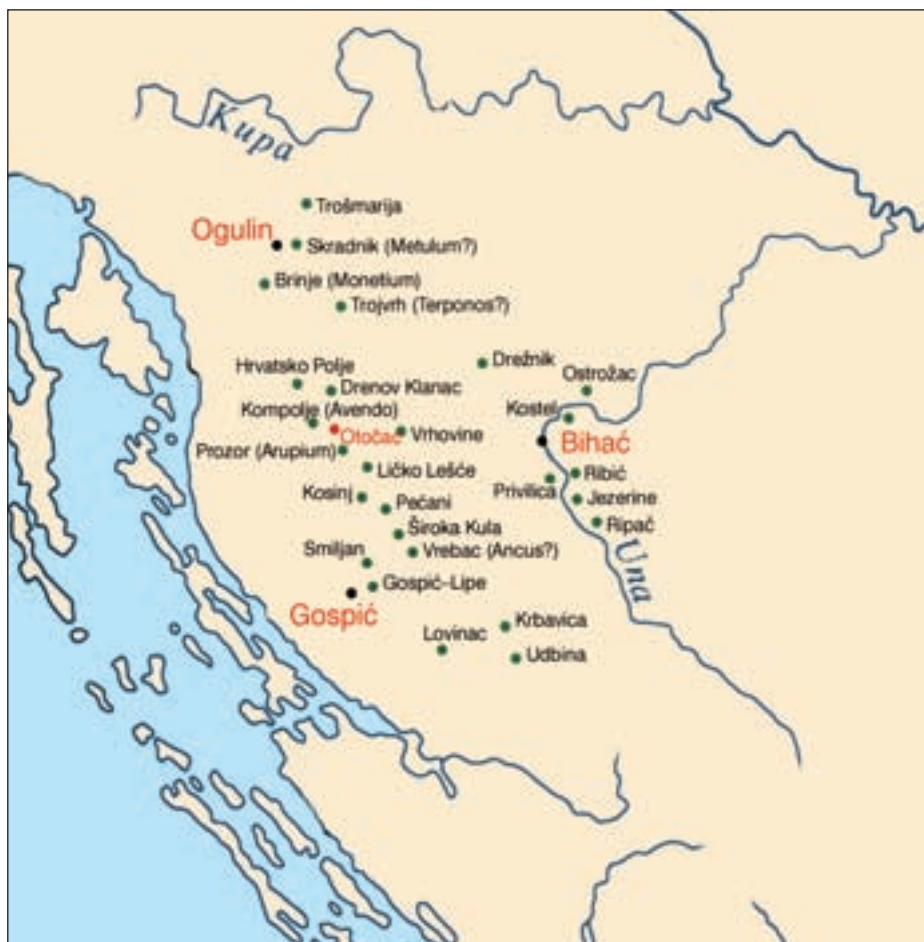 Kupa
Trošmarija
Ogulin
Skradnik (Metulum?)
Brinje (Monetium)
Trojvrh (Terponos?)
Drežnik
Hrvatsko Polje
Ostrožac
Drenov Klanac
Kompolje (Avendo)
Kostel
Otočac
Vrhovine
Bihać
Prozor (Arupium)
Ličko Lešće
Ribić
Privilica
Kosinj
Jezerine
Pećani
Ripač
Široka Kula
Vrebac (Ancus?)
Smiljan
Una
Gospić-Lipe
Gospić
Krbavica
Lovinac
Udbina